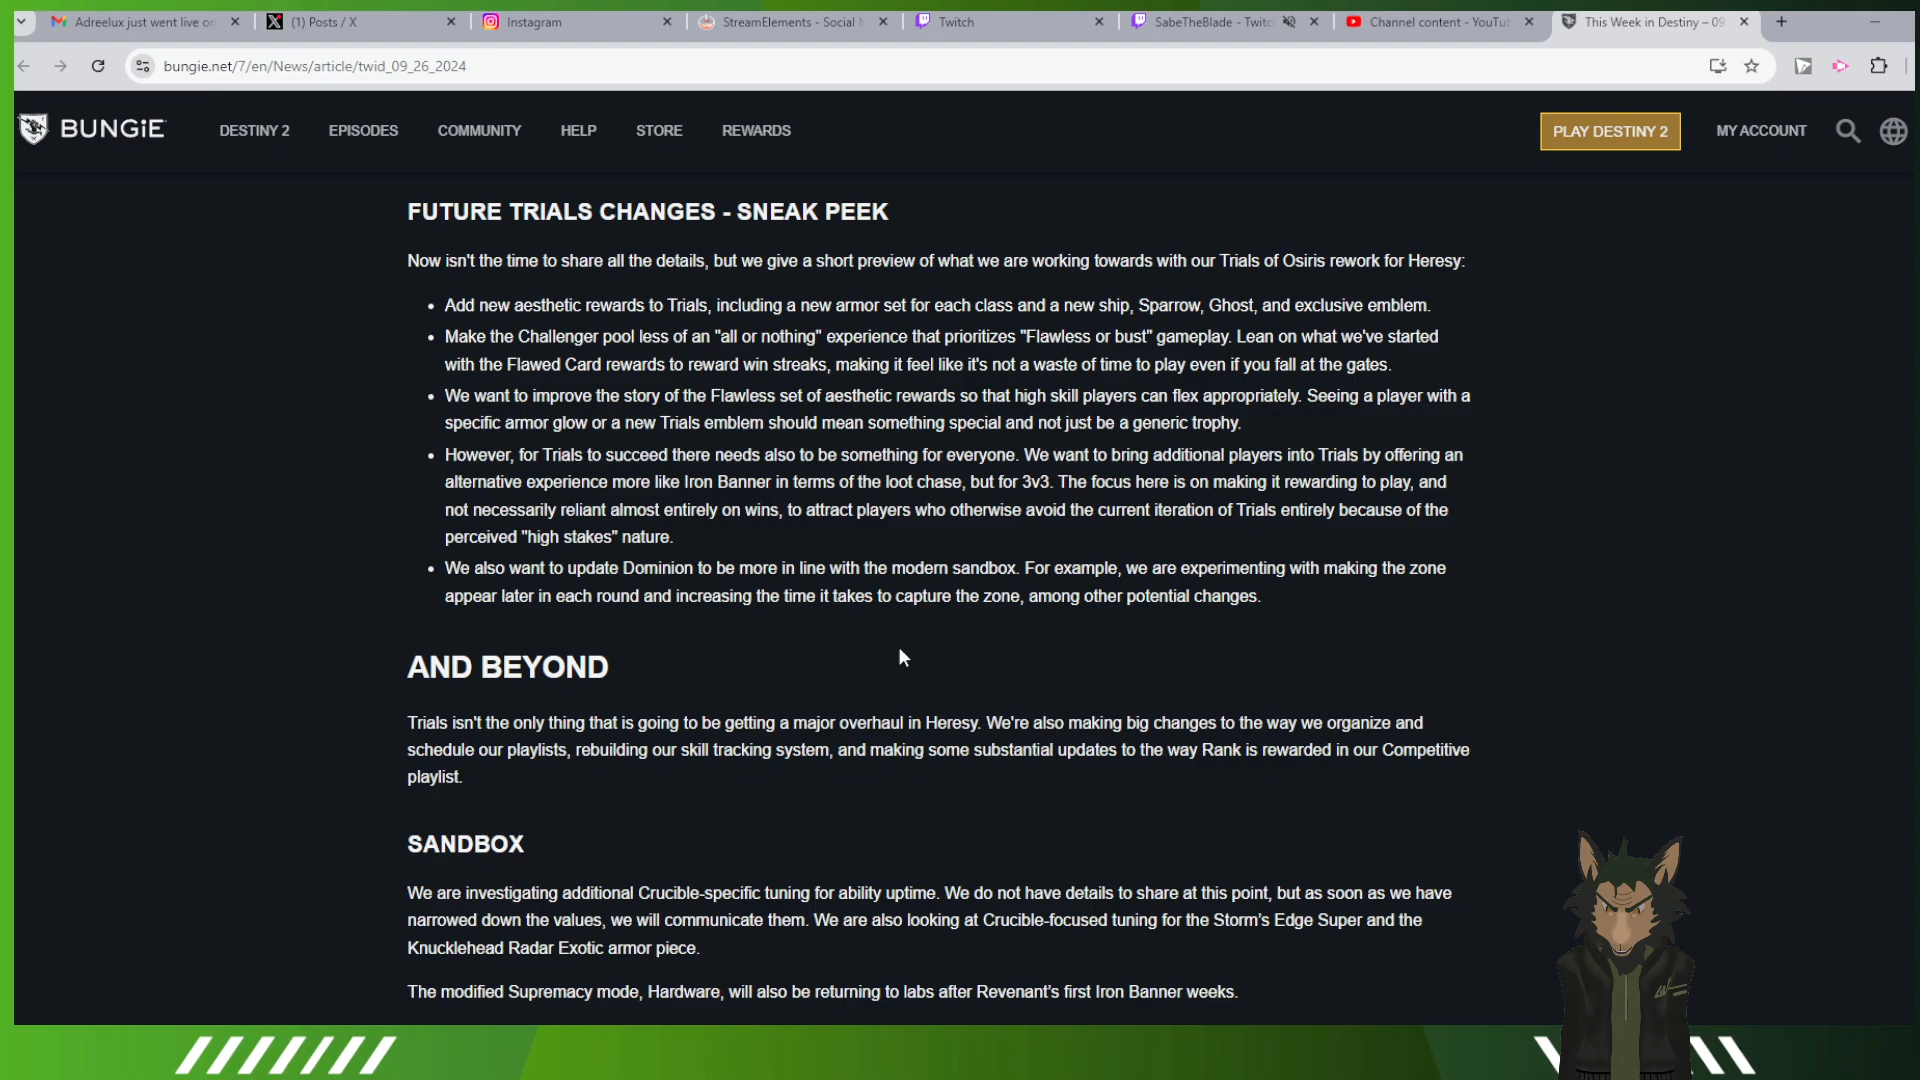 Adreelux just went live on
(1) Posts / X
Instagram
StreamElements - Social M
Twitch
SabeTheBlade - Twitc
Channel content - YouTu
This Week in Destiny – 09
bungie.net/7/en/News/article/twid_09_26_2024
BUNGiE
DESTINY 2
EPISODES
COMMUNITY
HELP
STORE
REWARDS
PLAY DESTINY 2
MY ACCOUNT
FUTURE TRIALS CHANGES - SNEAK PEEK
Now isn't the time to share all the details, but we give a short preview of what we are working towards with our Trials of Osiris rework for Heresy:
• Add new aesthetic rewards to Trials, including a new armor set for each class and a new ship, Sparrow, Ghost, and exclusive emblem.
• Make the Challenger pool less of an "all or nothing" experience that prioritizes "Flawless or bust" gameplay. Lean on what we've started
with the Flawed Card rewards to reward win streaks, making it feel like it's not a waste of time to play even if you fall at the gates.
• We want to improve the story of the Flawless set of aesthetic rewards so that high skill players can flex appropriately. Seeing a player with a
specific armor glow or a new Trials emblem should mean something special and not just be a generic trophy.
• However, for Trials to succeed there needs also to be something for everyone. We want to bring additional players into Trials by offering an
alternative experience more like Iron Banner in terms of the loot chase, but for 3v3. The focus here is on making it rewarding to play, and
not necessarily reliant almost entirely on wins, to attract players who otherwise avoid the current iteration of Trials entirely because of the
perceived "high stakes" nature.
• We also want to update Dominion to be more in line with the modern sandbox. For example, we are experimenting with making the zone
appear later in each round and increasing the time it takes to capture the zone, among other potential changes.
AND BEYOND
Trials isn't the only thing that is going to be getting a major overhaul in Heresy. We're also making big changes to the way we organize and
schedule our playlists, rebuilding our skill tracking system, and making some substantial updates to the way Rank is rewarded in our Competitive
playlist.
SANDBOX
We are investigating additional Crucible-specific tuning for ability uptime. We do not have details to share at this point, but as soon as we have
narrowed down the values, we will communicate them. We are also looking at Crucible-focused tuning for the Storm's Edge Super and the
Knucklehead Radar Exotic armor piece.
The modified Supremacy mode, Hardware, will also be returning to labs after Revenant's first Iron Banner weeks.